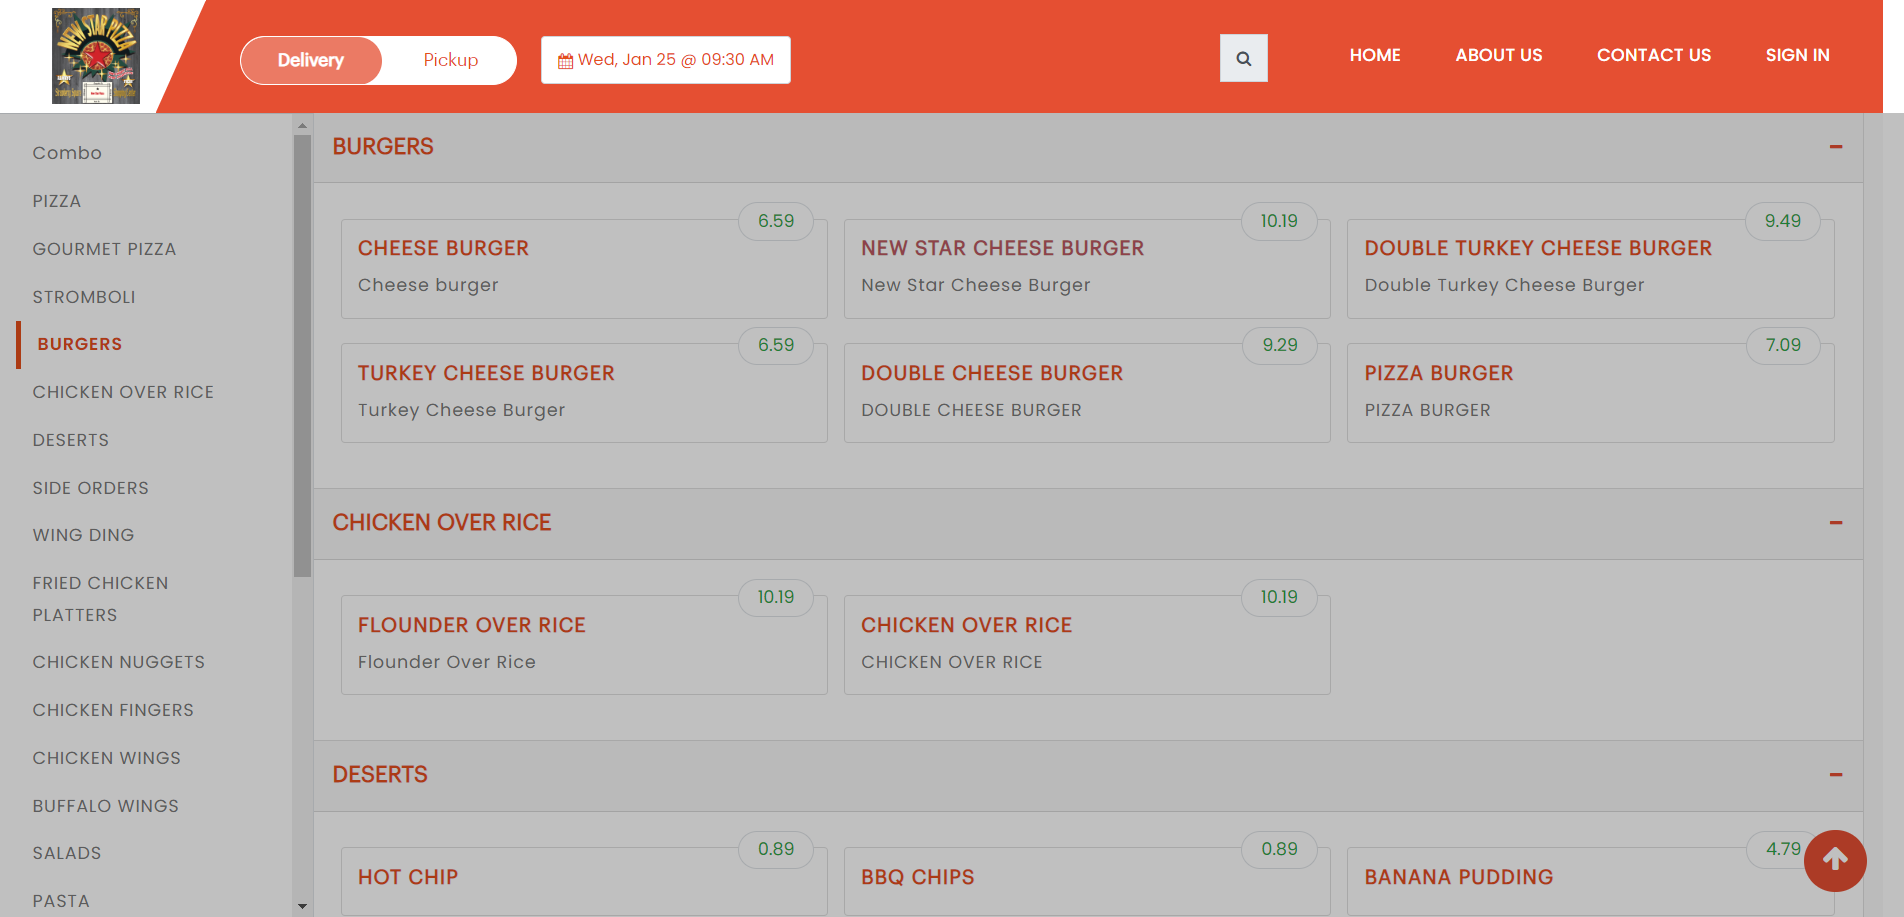 NEW STAR PIZZA
Delivery
Pickup
Wed, Jan 25 @ 09:30 AM
HOME
ABOUT US
CONTACT US
SIGN IN
Combo
PIZZA
GOURMET PIZZA
STROMBOLI
BURGERS
CHICKEN OVER RICE
DESERTS
SIDE ORDERS
WING DING
FRIED CHICKEN
PLATTERS
CHICKEN NUGGETS
CHICKEN FINGERS
CHICKEN WINGS
BUFFALO WINGS
SALADS
PASTA
BURGERS
6.59
CHEESE BURGER
Cheese burger
10.19
NEW STAR CHEESE BURGER
New Star Cheese Burger
9.49
DOUBLE TURKEY CHEESE BURGER
Double Turkey Cheese Burger
6.59
TURKEY CHEESE BURGER
Turkey Cheese Burger
9.29
DOUBLE CHEESE BURGER
DOUBLE CHEESE BURGER
7.09
PIZZA BURGER
PIZZA BURGER
CHICKEN OVER RICE
10.19
FLOUNDER OVER RICE
Flounder Over Rice
10.19
CHICKEN OVER RICE
CHICKEN OVER RICE
DESERTS
0.89
HOT CHIP
0.89
BBQ CHIPS
4.79
BANANA PUDDING